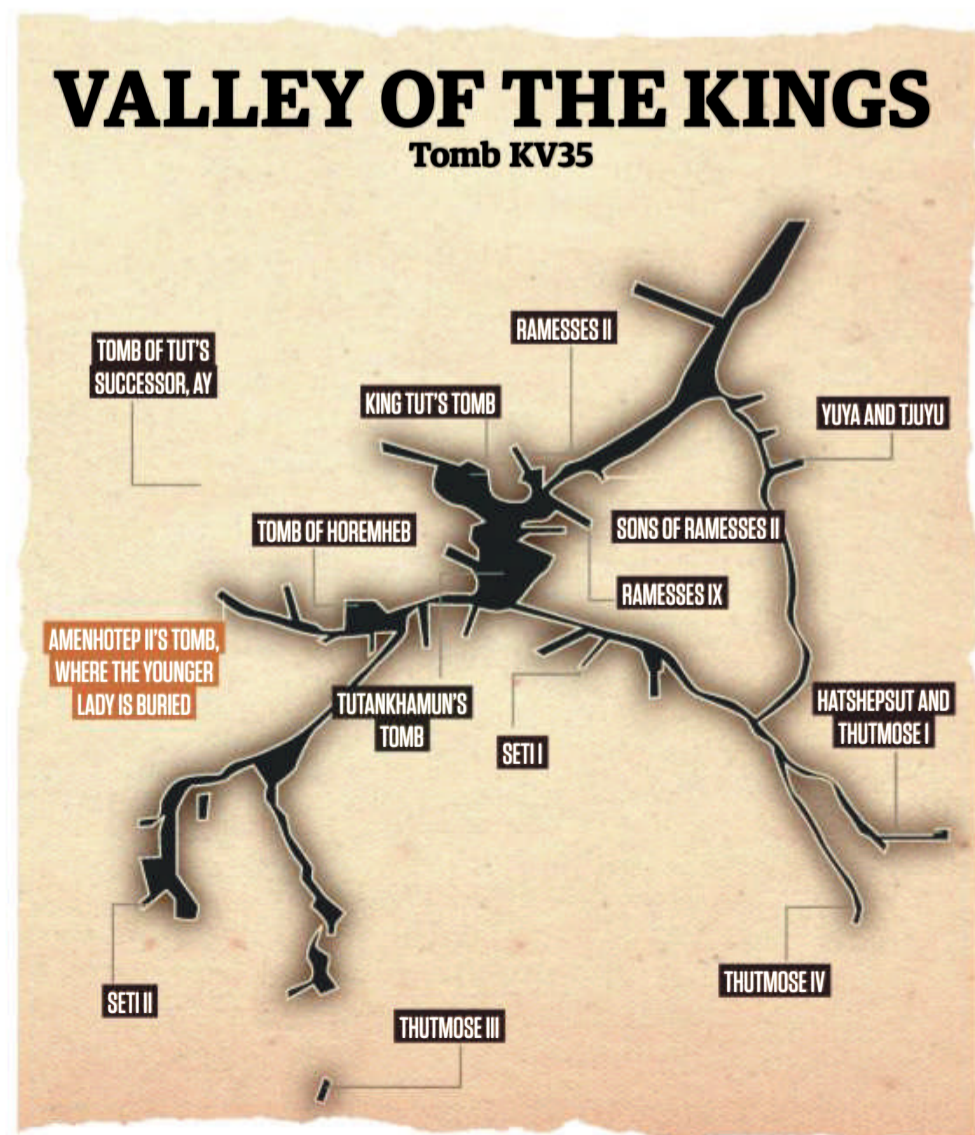 VALLEY OF THE KINGS
Tomb KV35
RAMESSES II
TOMB OF TUT'S
SUCCESSOR, AY
KING TUT'S TOMB
YUYA AND TJUYU
TOMB OF HOREMHEB
SONS OF RAMESSES II
RAMESSES IX
AMENHOTEP II'S TOMB,
WHERE THE YOUNGER
LADY IS BURIED
TUTANKHAMUN'S
TOMB
HATSHEPSUT AND
THUTMOSE I
SETI I
THUTMOSE IV
SETI II
THUTMOSE III